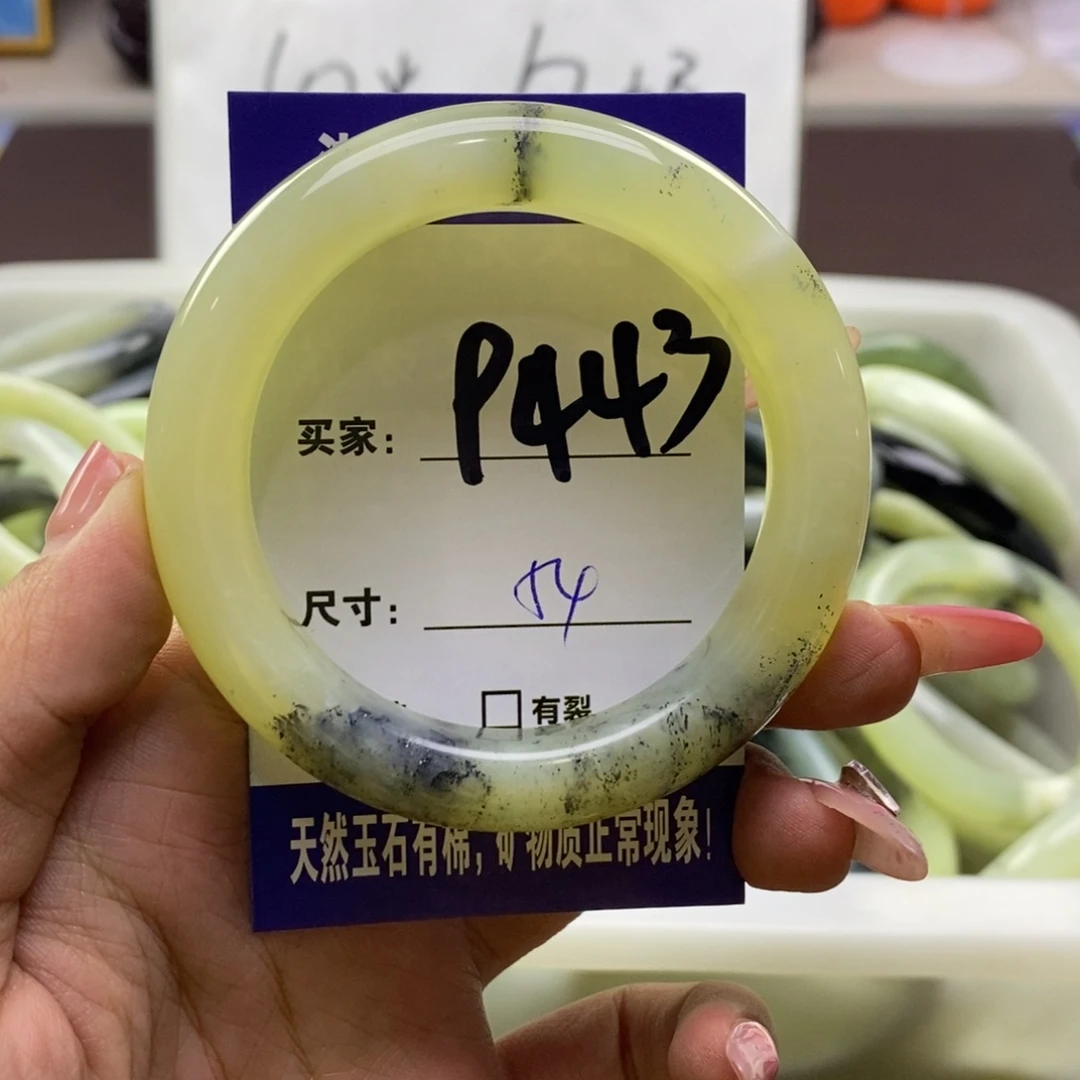 买家： P443
尺寸： 54
有裂
天然玉石有棉，矿物质正常现象！